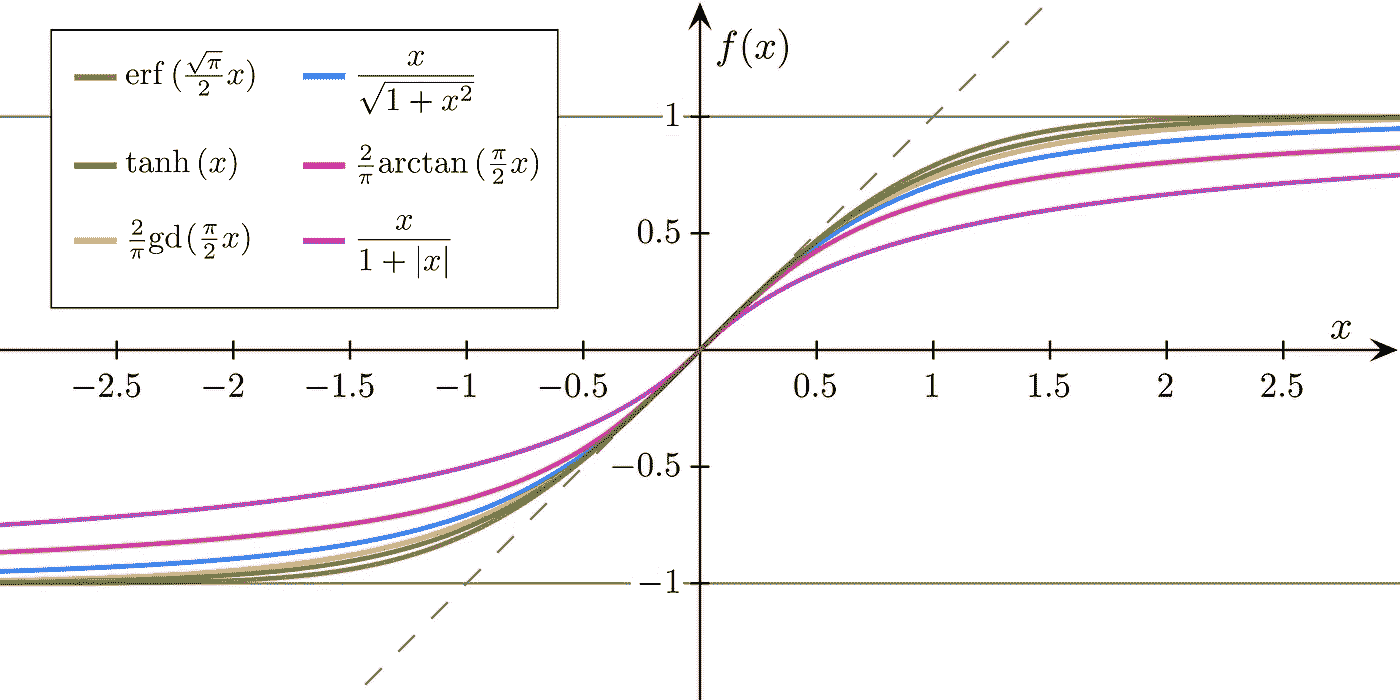 f(x)
erf (√π/2 x) x/√(1 + x²)
1
tanh (x) 2/π arctan (π/2 x)
2/π gd (π/2 x) x/(1 + |x|)
0.5
x
−2.5 −2 −1.5 −1 −0.5 0.5 1 1.5 2 2.5
−0.5
−1